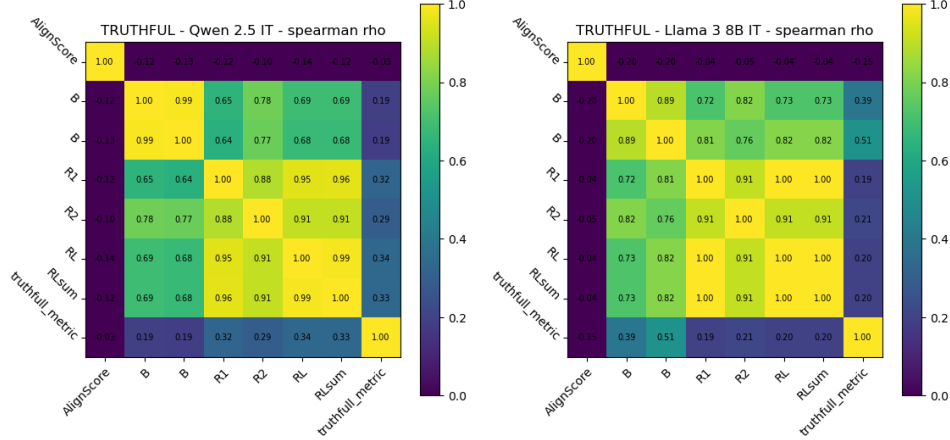 TRUTHFUL - Qwen 2.5 IT - spearman rho
AlignScore 1.00 -0.12 -0.13 -0.12 -0.10 -0.14 -0.12 -0.03
B -0.12 1.00 0.99 0.65 0.78 0.69 0.69 0.19
B -0.13 0.99 1.00 0.64 0.77 0.68 0.68 0.19
R1 -0.12 0.65 0.64 1.00 0.88 0.95 0.96 0.32
R2 -0.10 0.78 0.77 0.88 1.00 0.91 0.91 0.29
RL -0.14 0.69 0.68 0.95 0.91 1.00 0.99 0.34
RLsum -0.12 0.69 0.68 0.96 0.91 0.99 1.00 0.33
truthfull_metric -0.03 0.19 0.19 0.32 0.29 0.34 0.33 1.00
AlignScore B B R1 R2 RL RLsum truthfull_metric
1.0
0.8
0.6
0.4
0.2
0.0
TRUTHFUL - Llama 3 8B IT - spearman rho
AlignScore 1.00 -0.20 -0.20 -0.04 -0.05 -0.04 -0.04 -0.15
B -0.20 1.00 0.89 0.72 0.82 0.73 0.73 0.39
B -0.20 0.89 1.00 0.81 0.76 0.82 0.82 0.51
R1 -0.04 0.72 0.81 1.00 0.91 1.00 1.00 0.19
R2 -0.05 0.82 0.76 0.91 1.00 0.91 0.91 0.21
RL -0.04 0.73 0.82 1.00 0.91 1.00 1.00 0.20
RLsum -0.04 0.73 0.82 1.00 0.91 1.00 1.00 0.20
truthfull_metric -0.15 0.39 0.51 0.19 0.21 0.20 0.20 1.00
AlignScore B B R1 R2 RL RLsum truthfull_metric
1.0
0.8
0.6
0.4
0.2
0.0